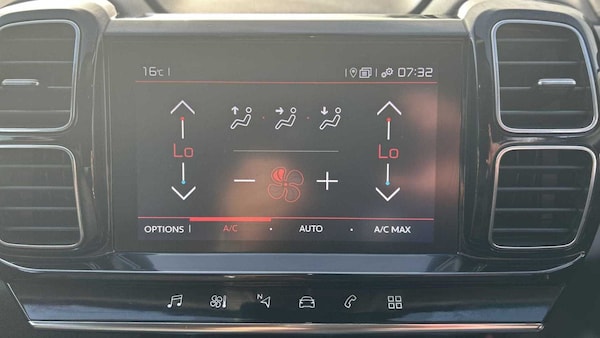 16°C 07:32
Lo Lo
OPTIONS A/C AUTO A/C MAX
N